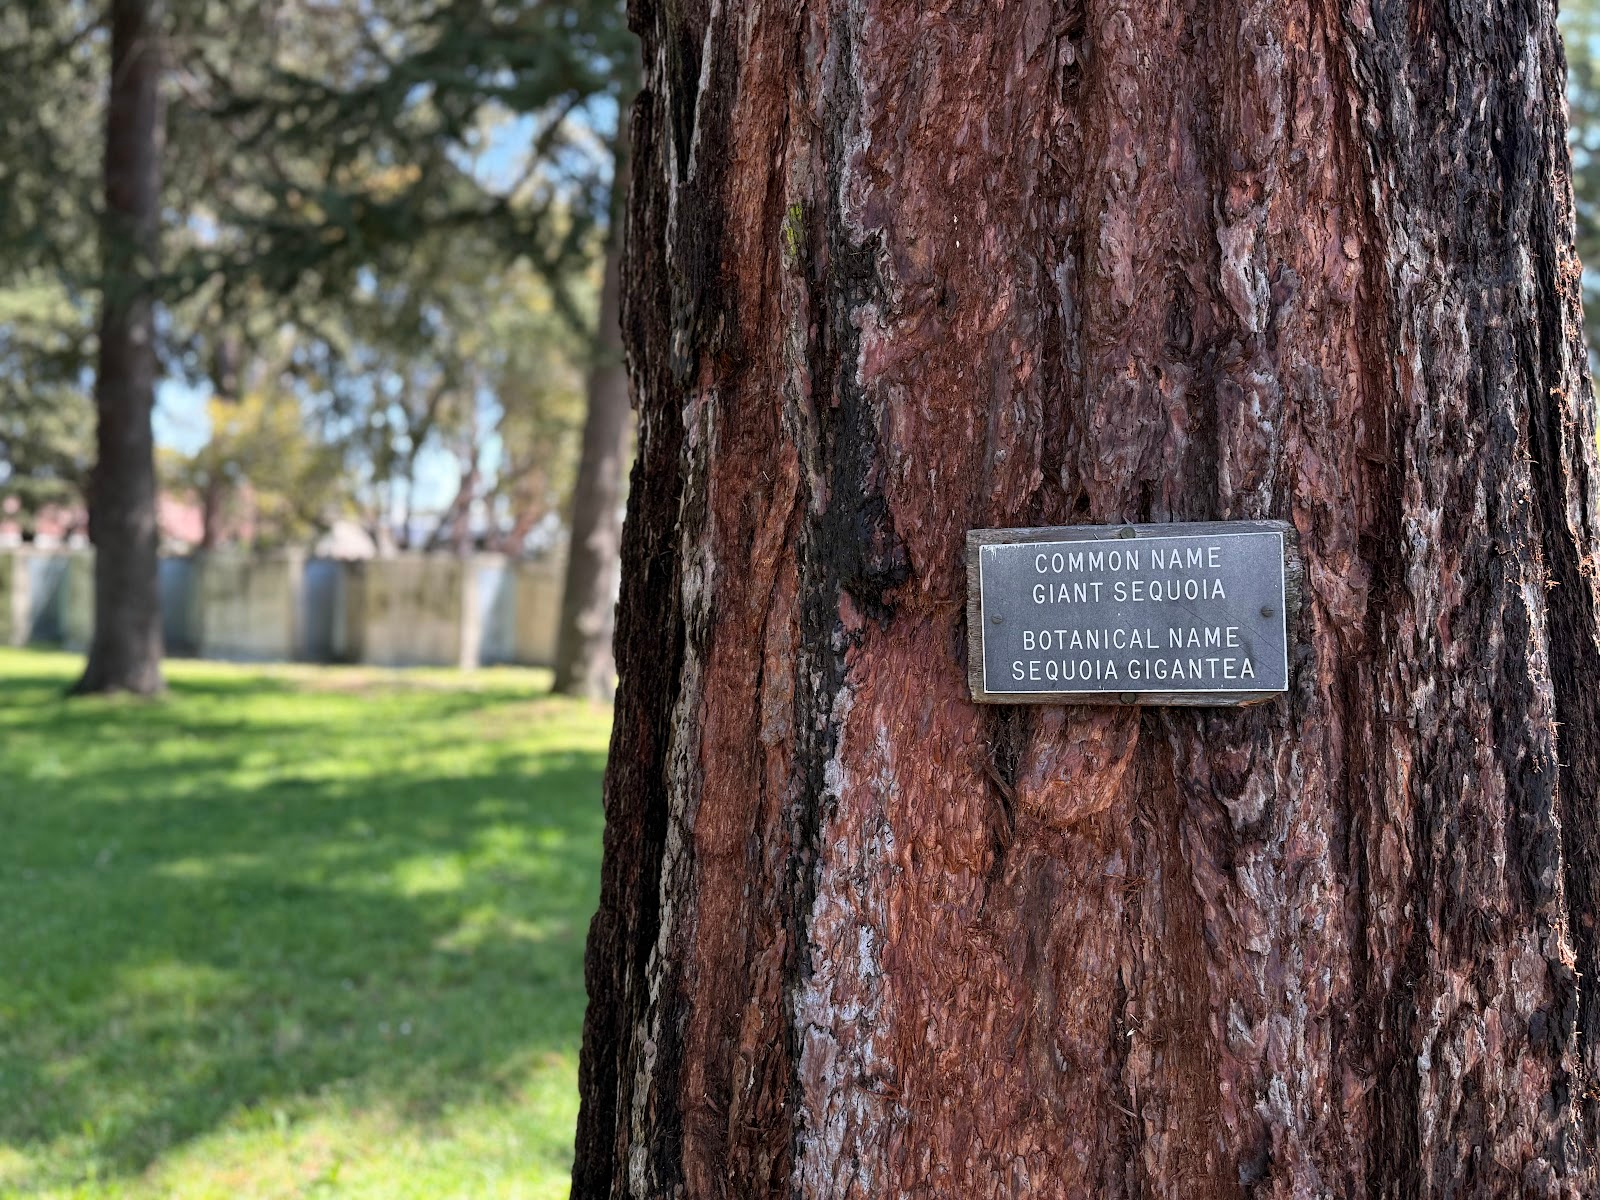 COMMON NAME
GIANT SEQUOIA
BOTANICAL NAME
SEQUOIA GIGANTEA